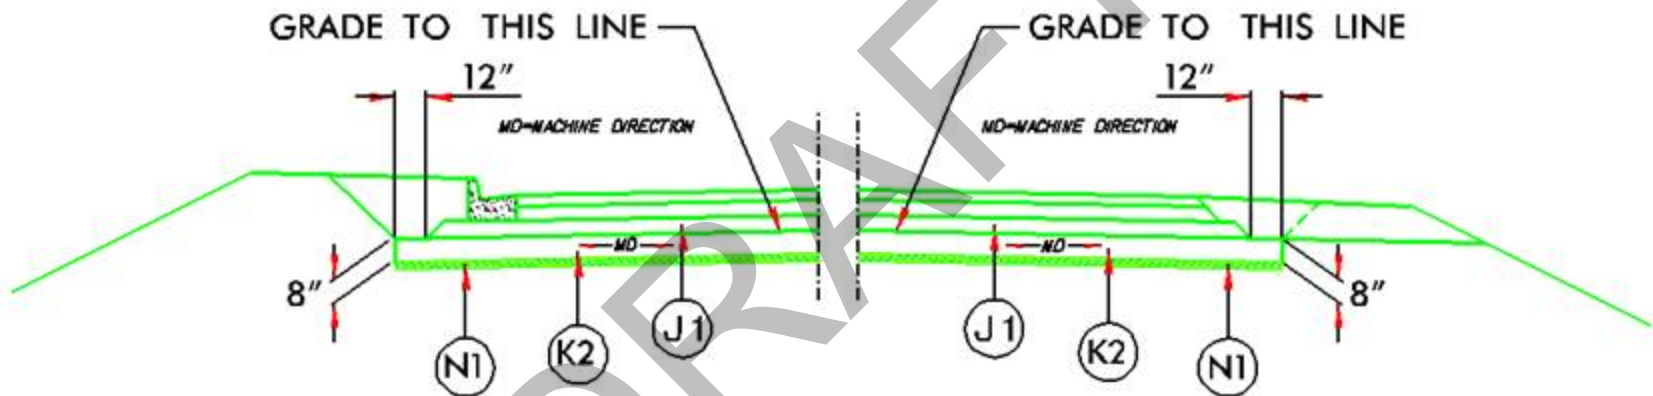 GRADE TO THIS LINE
GRADE TO THIS LINE
12"
12"
MD=MACHINE DIRECTION
MD=MACHINE DIRECTION
MD
MD
8"
8"
J1
J1
K2
K2
N1
N1
DRAFT